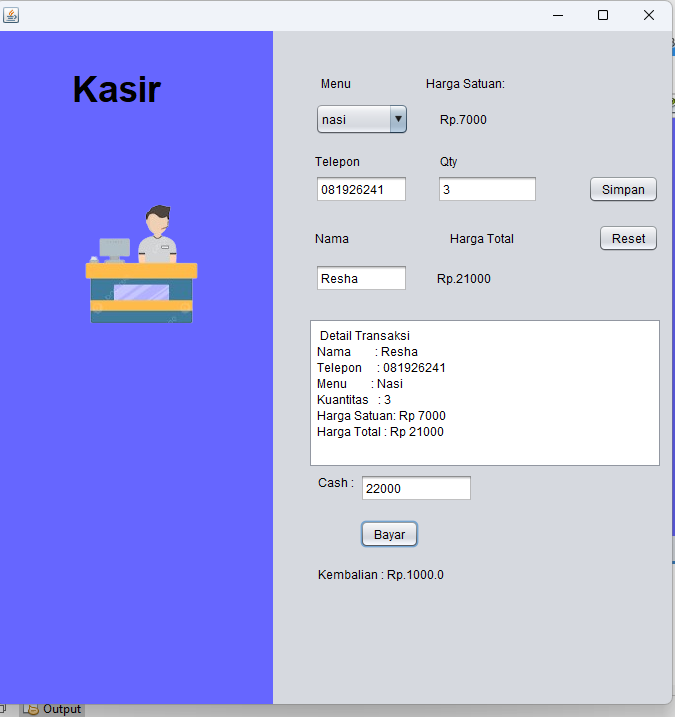 Kasir
Menu Harga Satuan:
nasi Rp.7000
Telepon Qty
081926241 3 Simpan
Nama Harga Total Reset
Resha Rp.21000
Detail Transaksi
Nama : Resha
Telepon : 081926241
Menu : Nasi
Kuantitas : 3
Harga Satuan: Rp 7000
Harga Total : Rp 21000
Cash : 22000
Bayar
Kembalian : Rp.1000.0
Output